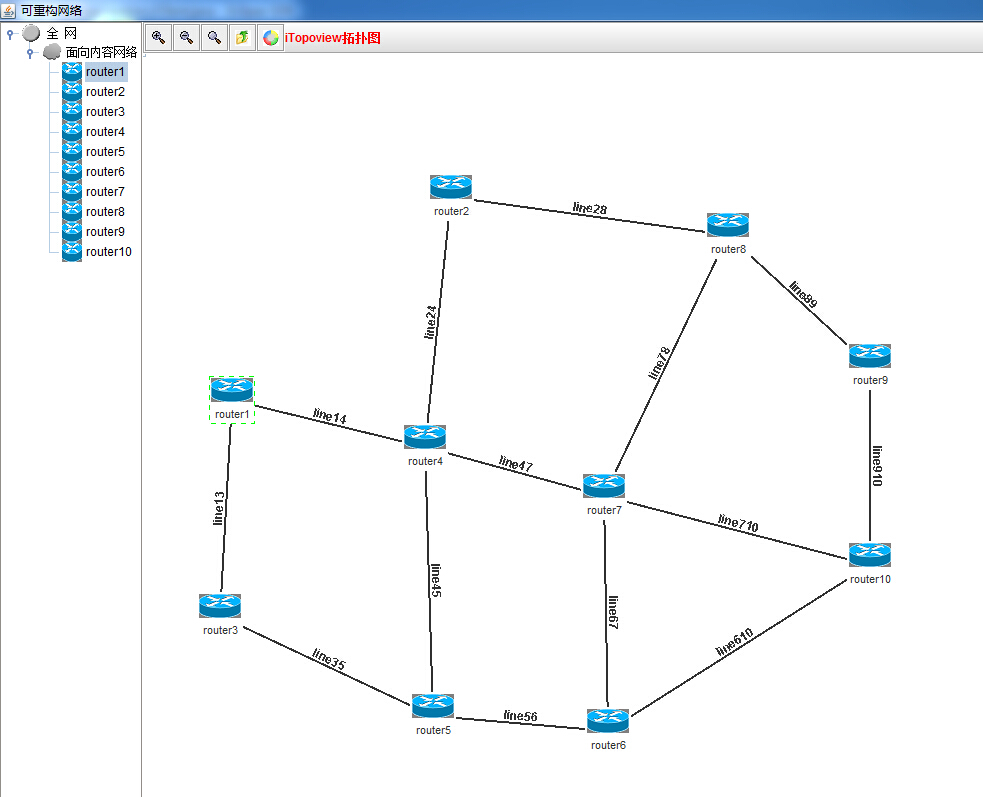 可重构网络
全 网
面向内容网络
router1
router2
router3
router4
router5
router6
router7
router8
router9
router10
iTopoview拓扑图
router2
line28
router8
line89
line24
line78
router9
router1
line14
router4
line47
line910
router7
line13
line710
line45
router10
line67
router3
line610
line35
line56
router5
router6